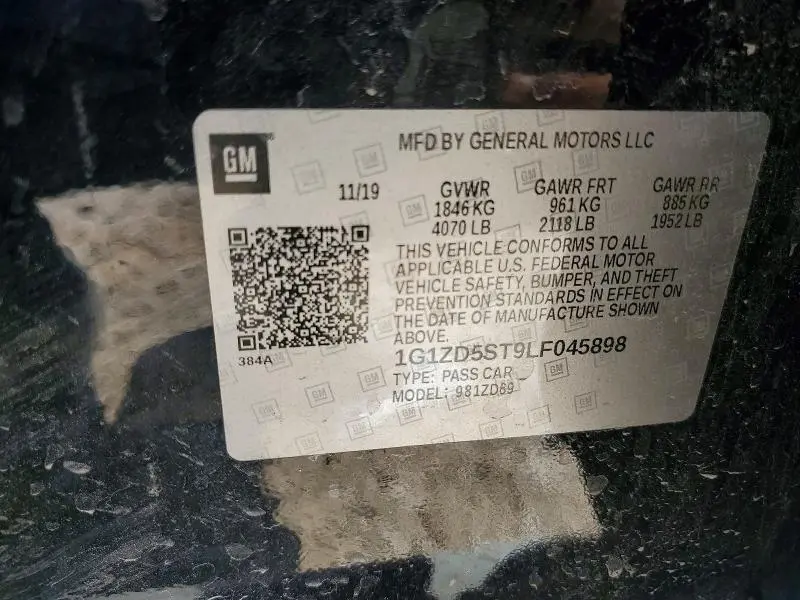 GM
MFD BY GENERAL MOTORS LLC
11/19 GVWR GAWR FRT GAWR RR
1846 KG 961 KG 885 KG
4070 LB 2118 LB 1952 LB
THIS VEHICLE CONFORMS TO ALL
APPLICABLE U.S. FEDERAL MOTOR
VEHICLE SAFETY, BUMPER, AND THEFT
PREVENTION STANDARDS IN EFFECT ON
THE DATE OF MANUFACTURE SHOWN
ABOVE.
384A
1G1ZD5ST9LF045898
TYPE: PASS CAR
MODEL: 981ZD69